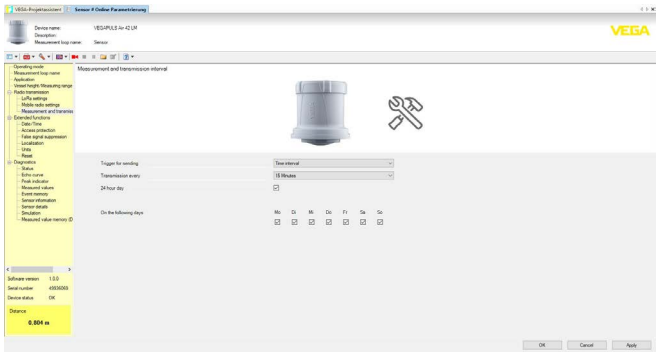 VEGA-Projektassistent
Sensor # Online Parametrierung
Device name: VEGAPULS Air 42 LM
Description:
Measurement loop name: Sensor
VEGA
Operating mode
Measurement loop name
Application
Vessel height/Measuring range
Radio transmission
LoRa settings
Mobile radio settings
Measurement and transmiss
Extended functions
Date/Time
Access protection
False signal suppression
Localisation
Units
Reset
Diagnostics
Status
Echo curve
Peak indicator
Measured values
Event memory
Sensor information
Sensor details
Simulation
Measured value memory (D
Measurement and transmission interval
Trigger for sending Time interval
Transmission every 15 Minutes
24 hour day
On the following days Mo Di Mi Do Fr Sa So
Software version 1.0.0
Serial number
Device status OK
Distance
0.804 m
OK Cancel Apply